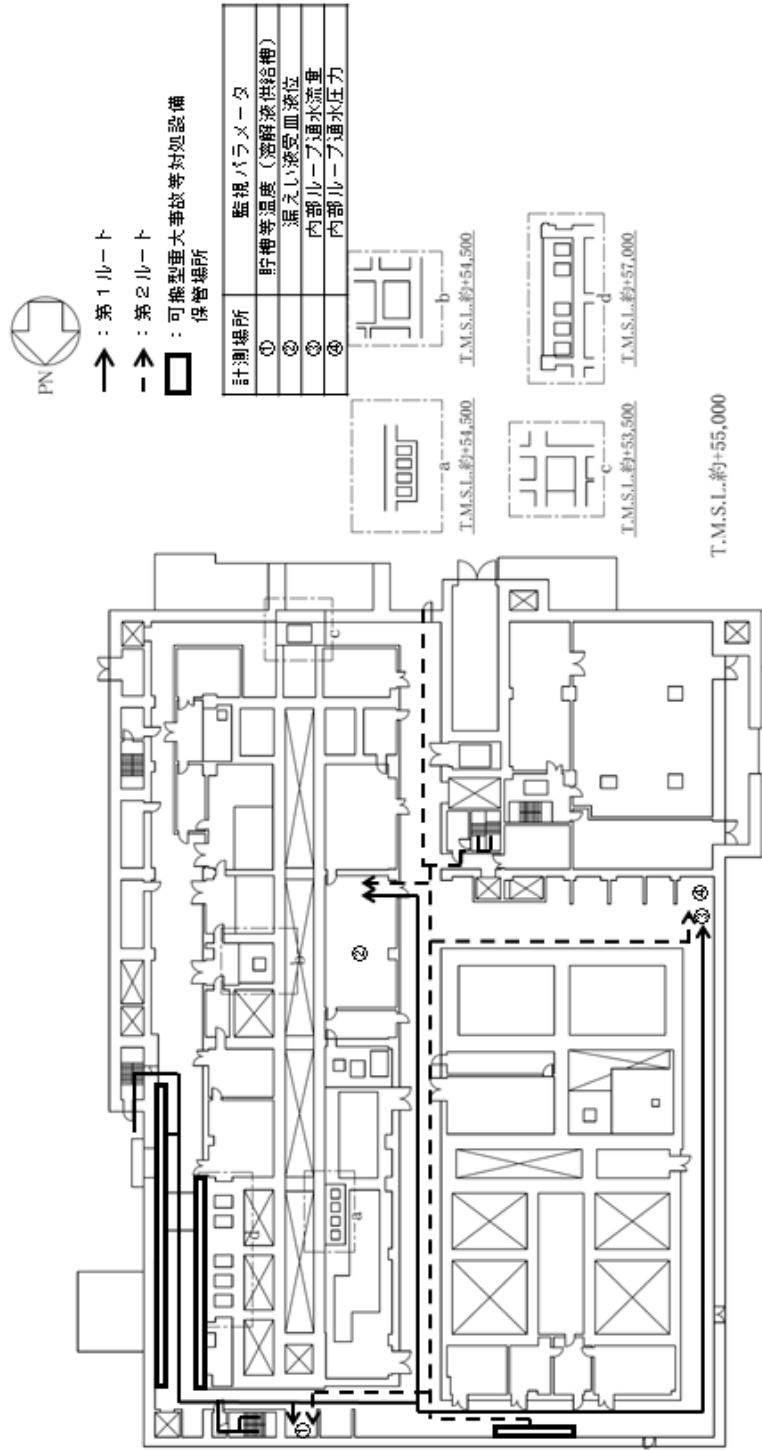 PN
：第１ルート
：第２ルート
：可搬型重大事故等対処設備
保管場所
計測場所 監視パラメータ
① 貯槽等温度（溶解液供給槽）
② 漏えい液受皿液位
③ 内部ループ通水流量
④ 内部ループ通水圧力
a
T.M.S.L.約+54,500
b
T.M.S.L.約+54,500
c
T.M.S.L.約+53,500
d
T.M.S.L.約+57,000
T.M.S.L.約+55,000
c
b
②
d
a
①
③ ④